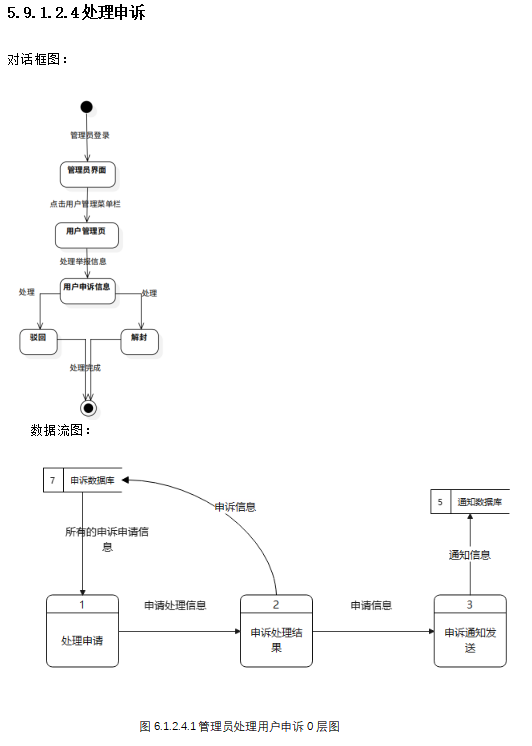 5.9.1.2.4处理申诉
对话框图：
管理员登录
管理员界面
点击用户管理菜单栏
用户管理页
处理举报信息
用户申诉信息
处理
处理
驳回
解封
处理完成
数据流图：
7 申诉数据库
申诉信息
5 通知数据库
所有的申诉申请信
息
通知信息
1
处理申请
申请处理信息
2
申诉处理结
果
申请信息
3
申诉通知发
送
图 6.1.2.4.1 管理员处理用户申诉 0 层图